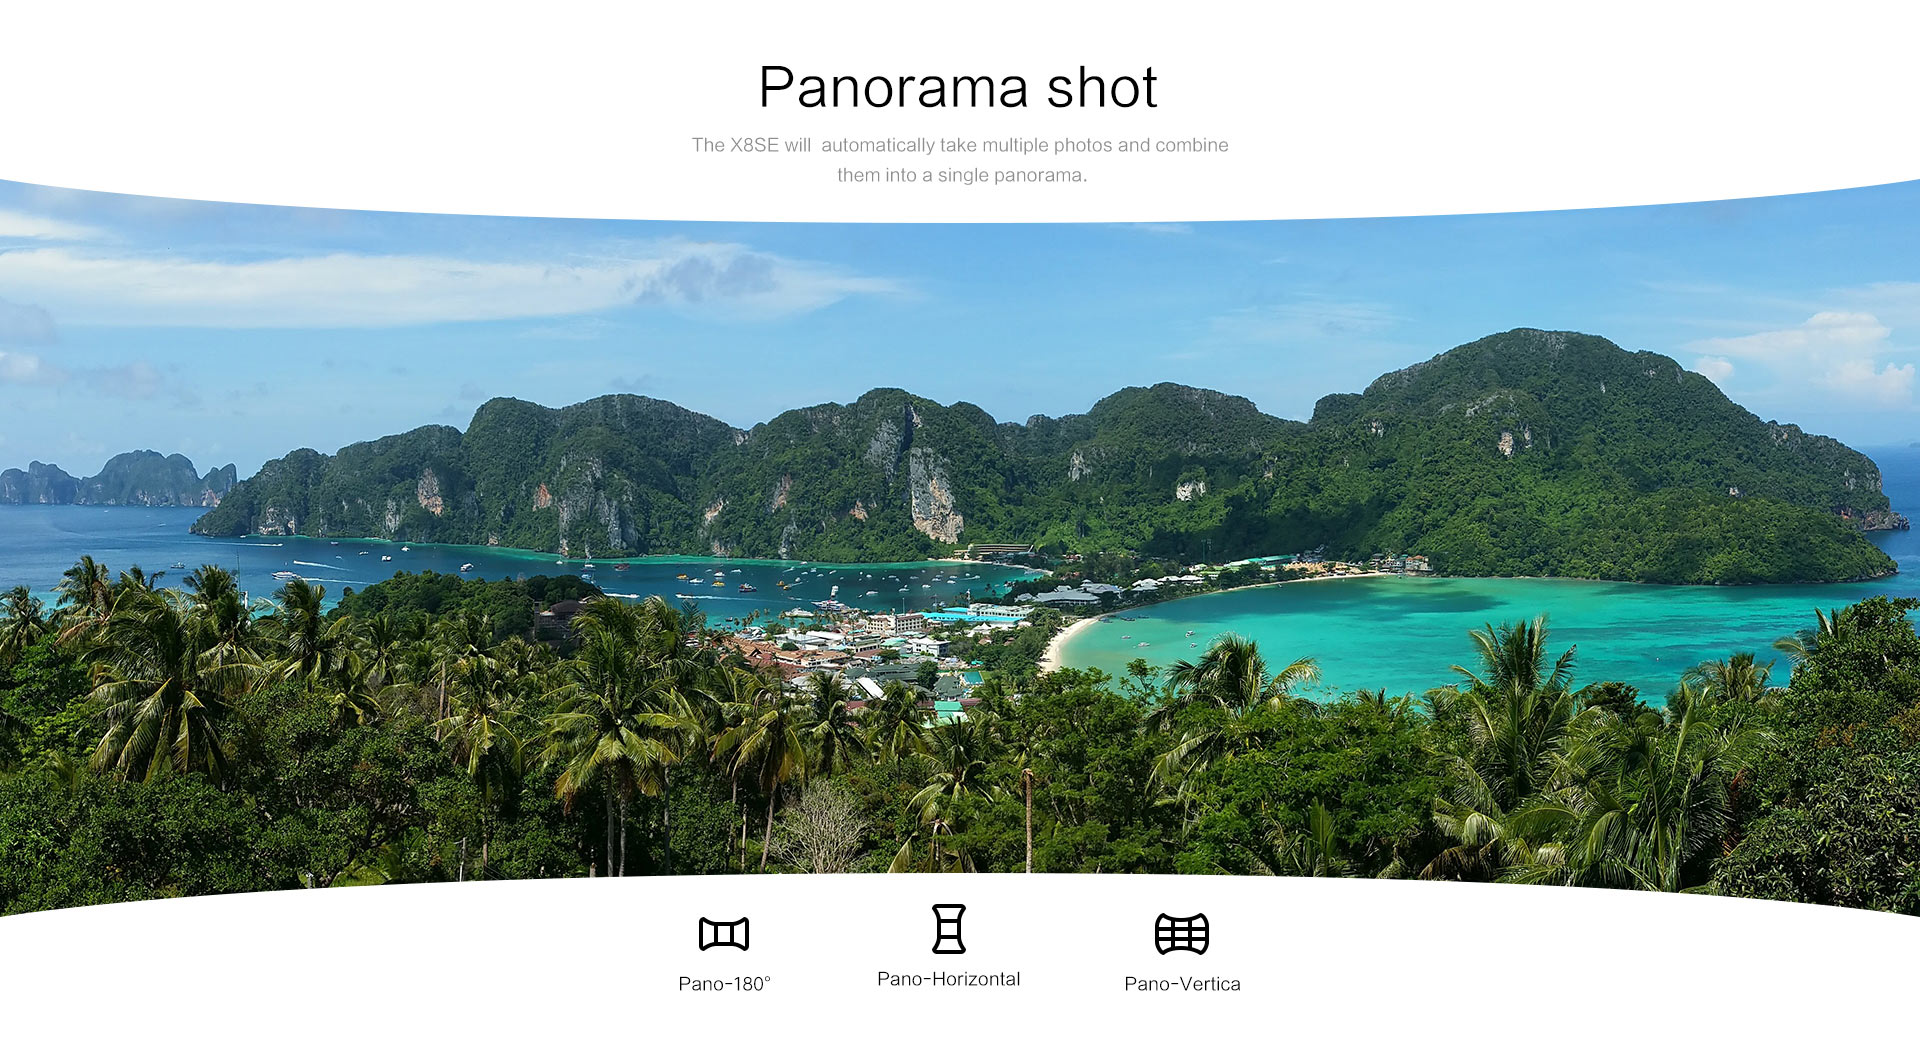 Panorama shot
The X8SE will  automatically take multiple photos and combine
them into a single panorama.
Pano-180°
Pano-Horizontal
Pano-Vertica